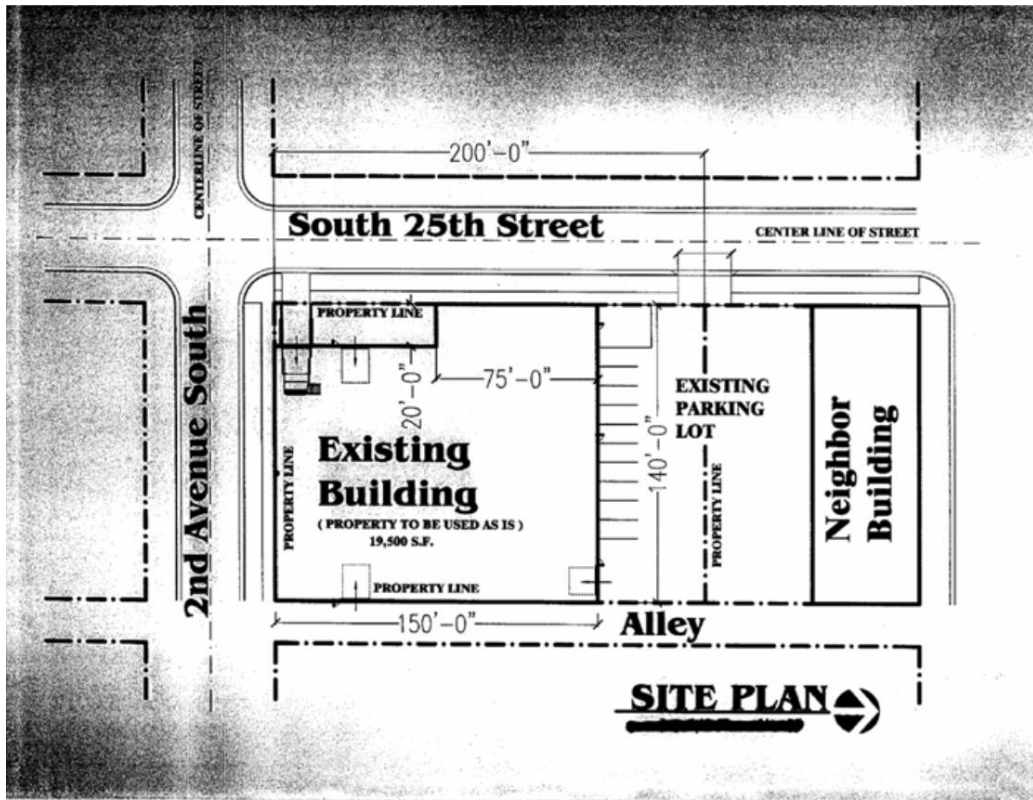 CENTERLINE OF STREET
200'-0"
South 25th Street
CENTER LINE OF STREET
PROPERTY LINE
75'-0"
20'-0"
EXISTING
PARKING
LOT
140'-0"
2nd Avenue South
PROPERTY LINE
Existing
Building
( PROPERTY TO BE USED AS IS )
19,500 S.F.
PROPERTY LINE
Neighbor
Building
PROPERTY LINE
150'-0"
Alley
SITE PLAN